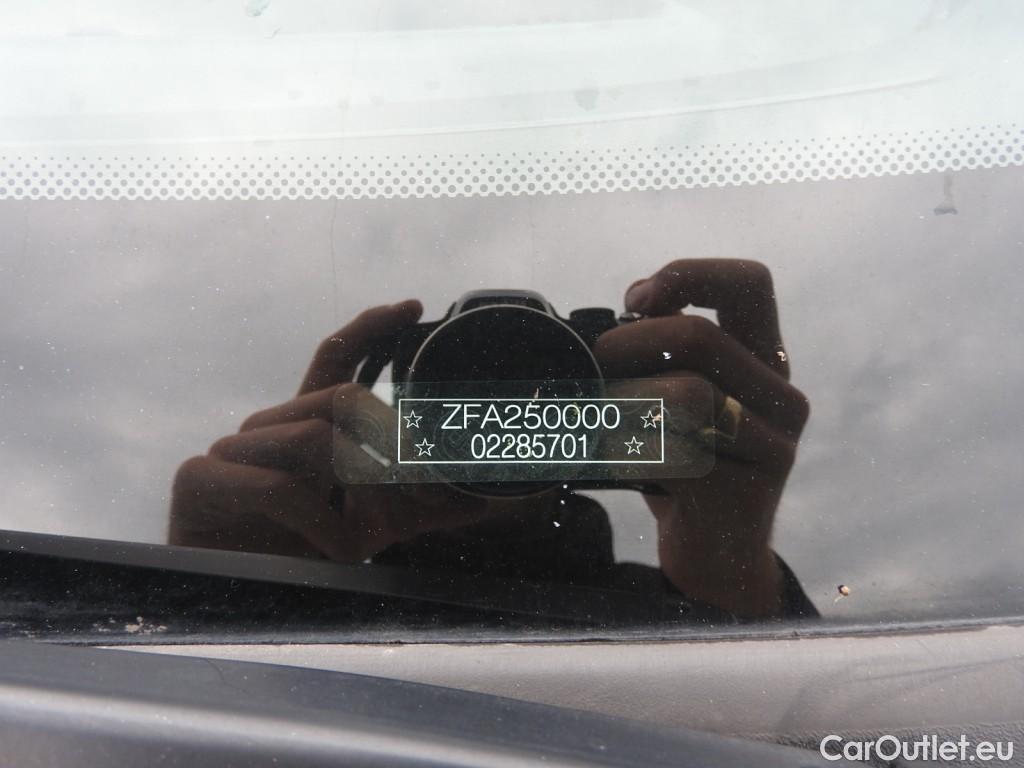 ☆ ZFA250000 ☆
☆ 02285701 ☆
CarOutlet.eu